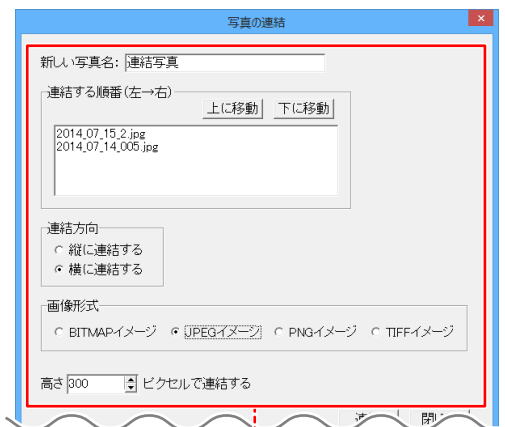 写真の連結
新しい写真名: 連結写真
連結する順番(左→右)
上に移動 下に移動
2014_07_15_2.jpg
2014_07_14_005.jpg
連結方向
縦に連結する
横に連結する
画像形式
BITMAPイメージ JPEGイメージ PNGイメージ TIFFイメージ
高さ 300 ピクセルで連結する